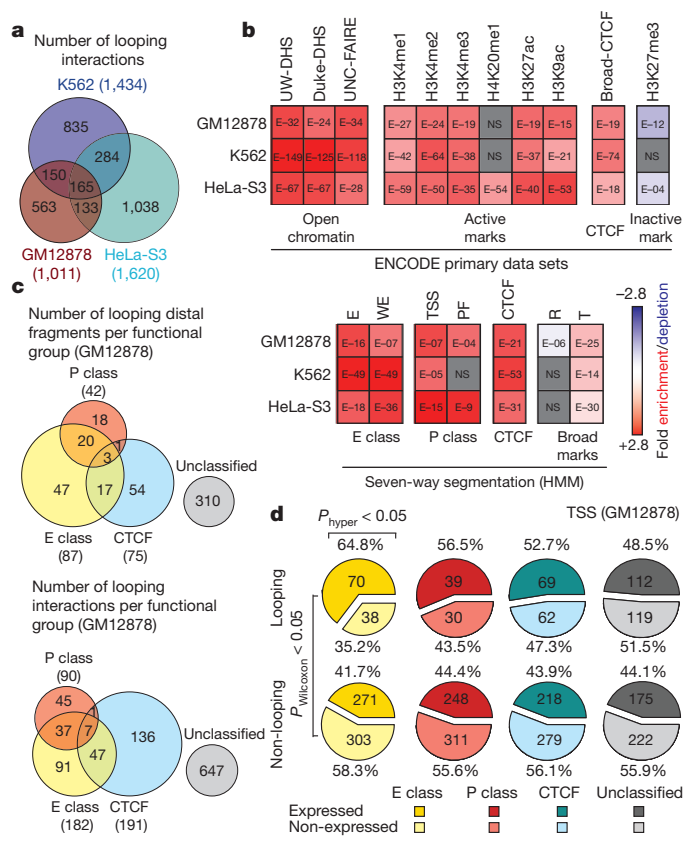 a
Number of looping
interactions
K562 (1,434)
835
284
150
165
563
133
1,038
GM12878
(1,011)
HeLa-S3
(1,620)
b
UW-DHS
Duke-DHS
UNC-FAIRE
H3K4me1
H3K4me2
H3K4me3
H4K20me1
H3K27ac
H3K9ac
Broad-CTCF
H3K27me3
GM12878 E–32 E–24 E–34 E–27 E–24 E–19 NS E–19 E–15 E–19 E–12
K562 E–149 E–125 E–118 E–42 E–64 E–38 NS E–37 E–21 E–74 NS
HeLa-S3 E–67 E–67 E–28 E–59 E–50 E–35 E–54 E–40 E–53 E–18 E–04
Open
chromatin
Active
marks
CTCF
Inactive
mark
ENCODE primary data sets
E
WE
TSS
PF
CTCF
R
T
GM12878 E–16 E–07 E–07 E–04 E–21 E–06 E–25
K562 E–49 E–49 E–05 NS E–53 NS E–14
HeLa-S3 E–18 E–36 E–15 E–9 E–31 NS E–30
E class
P class
CTCF
Broad
marks
Seven-way segmentation (HMM)
–2.8
+2.8
Fold enrichment/depletion
c
Number of looping distal
fragments per functional
group (GM12878)
P class
(42)
18
20
1
3
47
17
54
Unclassified
310
E class
(87)
CTCF
(75)
Number of looping
interactions per functional
group (GM12878)
P class
(90)
45
1
37
7
136
91
47
Unclassified
647
E class
(182)
CTCF
(191)
d
Phyper < 0.05
TSS (GM12878)
64.8% 56.5% 52.7% 48.5%
Looping
70 39 69 112
38 30 62 119
35.2% 43.5% 47.3% 51.5%
PWilcoxon < 0.05
41.7% 44.4% 43.9% 44.1%
Non-looping
271 248 218 175
303 311 279 222
58.3% 55.6% 56.1% 55.9%
E class P class CTCF Unclassified
Expressed
Non-expressed